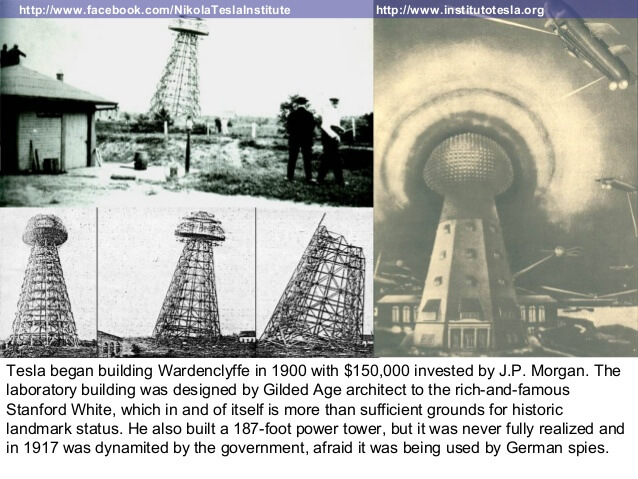 http://www.facebook.com/NikolaTeslaInstitute
http://www.institutotesla.org
Tesla began building Wardenclyffe in 1900 with $150,000 invested by J.P. Morgan. The
laboratory building was designed by Gilded Age architect to the rich-and-famous
Stanford White, which in and of itself is more than sufficient grounds for historic
landmark status. He also built a 187-foot power tower, but it was never fully realized and
in 1917 was dynamited by the government, afraid it was being used by German spies.